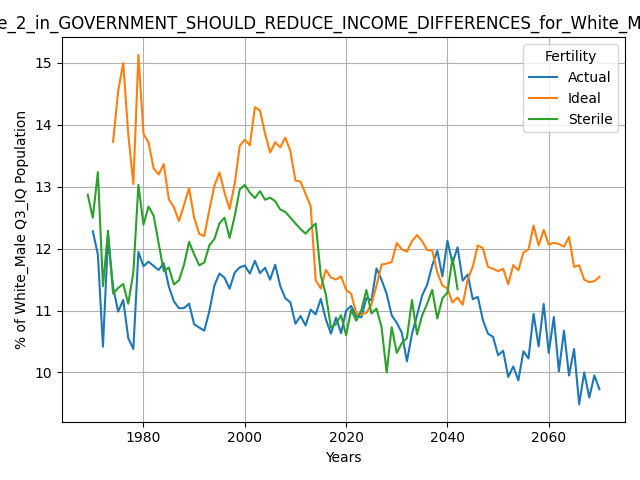 e_2_in_GOVERNMENT_SHOULD_REDUCE_INCOME_DIFFERENCES_for_White_M
Fertility
Actual
Ideal
Sterile
% of White_Male Q3_IQ Population
15
14
13
12
11
10
1980
2000
2020
2040
2060
Years